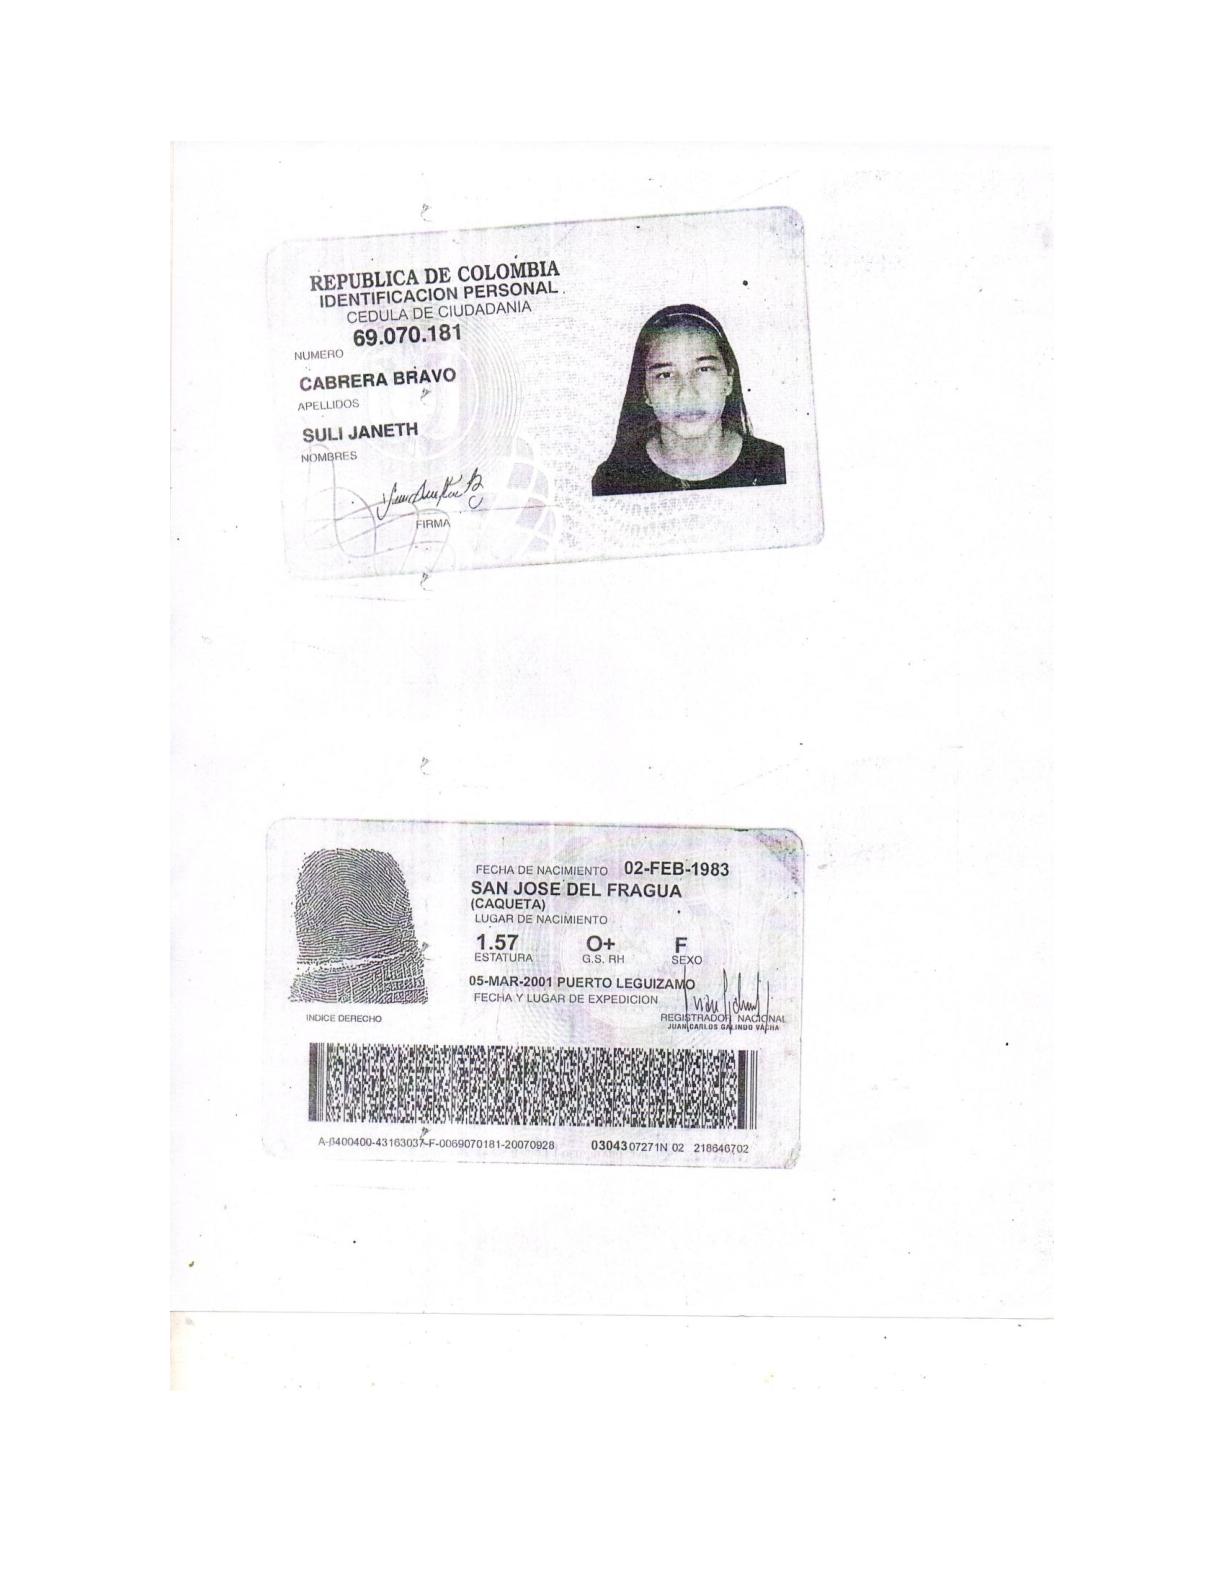 REPUBLICA DE COLOMBIA
IDENTIFICACION PERSONAL
CEDULA DE CIUDADANIA
69.070.181
NUMERO
CABRERA BRAVO
APELLIDOS
SULI JANETH
NOMBRES
FIRMA
FECHA DE NACIMIENTO 02-FEB-1983
SAN JOSE DEL FRAGUA
(CAQUETA)
LUGAR DE NACIMIENTO
1.57 O+ F
ESTATURA G.S. RH SEXO
05-MAR-2001 PUERTO LEGUIZAMO
FECHA Y LUGAR DE EXPEDICION
REGISTRADOR NACIONAL
JUAN CARLOS GALINDO VACHA
INDICE DERECHO
F-0069070181-20070928 0304307271N 02 218646702